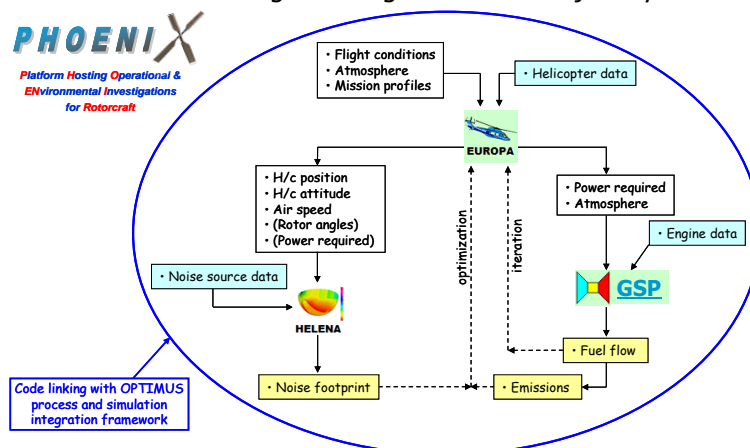 PHOENIX
Platform Hosting Operational &
ENvironmental Investigations
for Rotorcraft
• Flight conditions
• Atmosphere
• Mission profiles
• Helicopter data
EUROPA
• H/c position
• H/c attitude
• Air speed
• (Rotor angles)
• (Power required)
• Power required
• Atmosphere
optimization
iteration
• Engine data
• Noise source data
GSP
HELENA
• Fuel flow
• Noise footprint
• Emissions
Code linking with OPTIMUS
process and simulation
integration framework